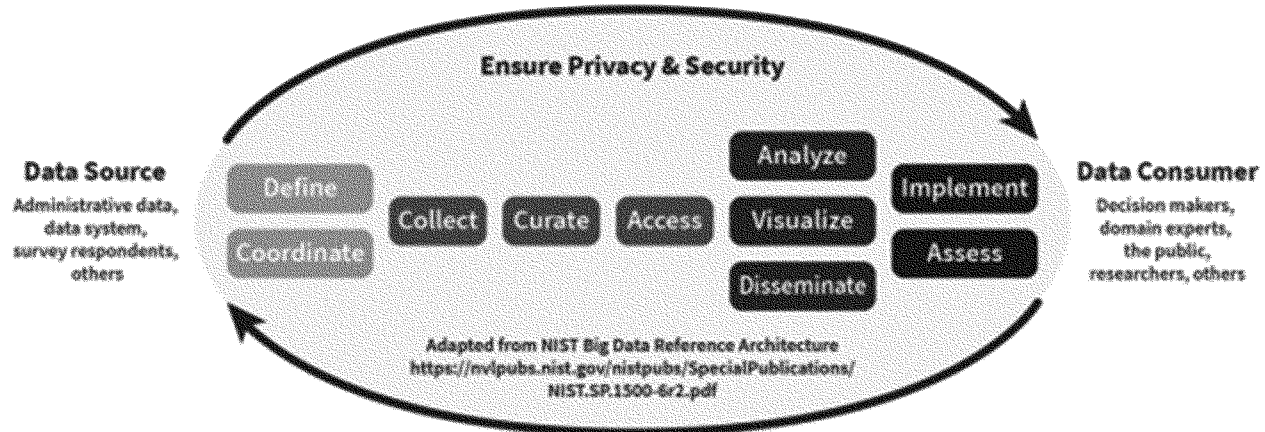 Ensure Privacy & Security
Data Source
Administrative data,
data system,
survey respondents,
others
Define
Coordinate
Collect
Curate
Access
Analyze
Visualize
Disseminate
Implement
Assess
Data Consumer
Decision makers,
domain experts,
the public,
researchers, others
Adapted from NIST Big Data Reference Architecture
https://nvlpubs.nist.gov/nistpubs/SpecialPublications/
NIST.SP.1500-6r2.pdf